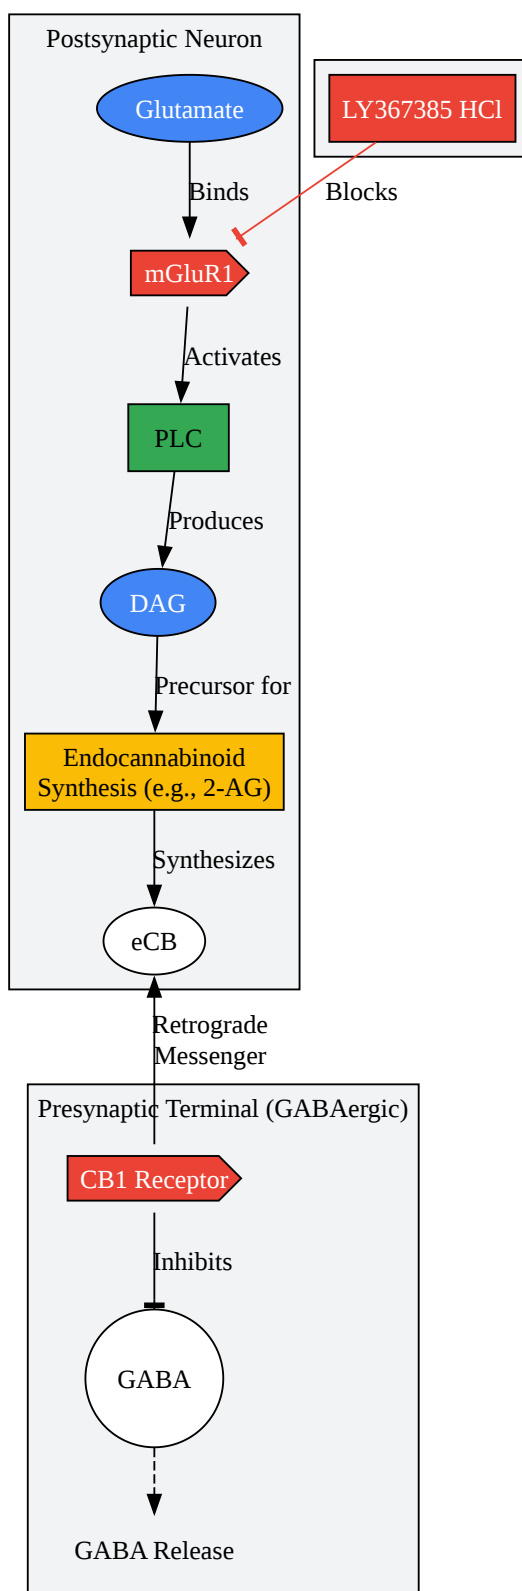 Postsynaptic Neuron
Glutamate
LY367385 HCl
Binds
Blocks
mGluR1
Activates
PLC
Produces
DAG
Precursor for
Endocannabinoid
Synthesis (e.g., 2-AG)
Synthesizes
eCB
Retrograde
Messenger
Presynaptic Terminal (GABAergic)
CB1 Receptor
Inhibits
GABA
GABA Release